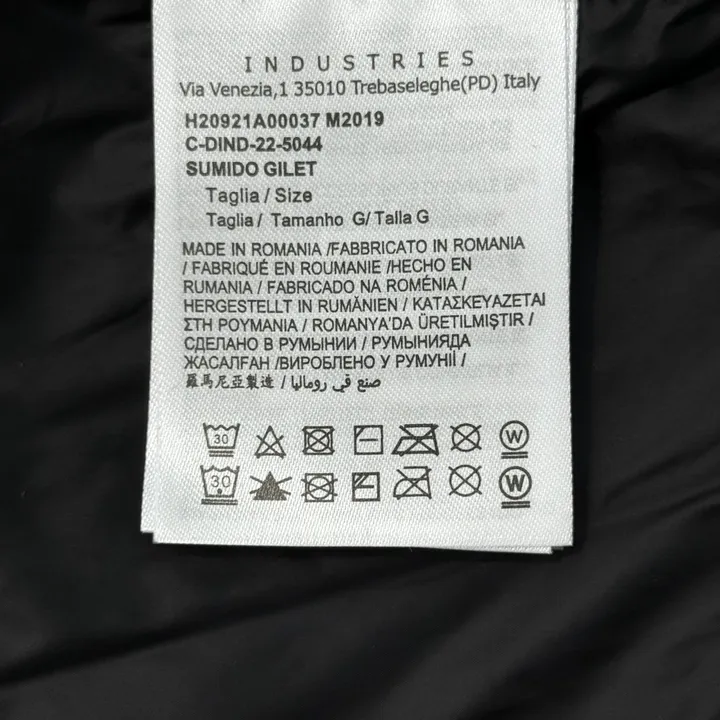 INDUSTRIES
Via Venezia,1 35010 Trebaseleghe(PD) Italy
H20921A00037 M2019
C-DIND-22-5044
SUMIDO GILET
Taglia / Size
Taglia / Tamanho G/ Talla G
MADE IN ROMANIA /FABBRICATO IN ROMANIA
/ FABRIQUÉ EN ROUMANIE /HECHO EN
RUMANIA / FABRICADO NA ROMÉNIA /
HERGESTELLT IN RUMÄNIEN / ΚΑΤΑΣΚΕΥΑΖΕΤΑΙ
ΣΤΗ ΡΟΥΜΑΝΙΑ / ROMANYA'DA ÜRETILMIŞTIR /
СДЕЛАНО В РУМЫНИИ / РУМЫНИЯДА
ЖАСАЛҒАН /ВИРОБЛЕНО У РУМУНІЇ /
羅馬尼亞製造 / صنع في رومانيا
30 W
30 W